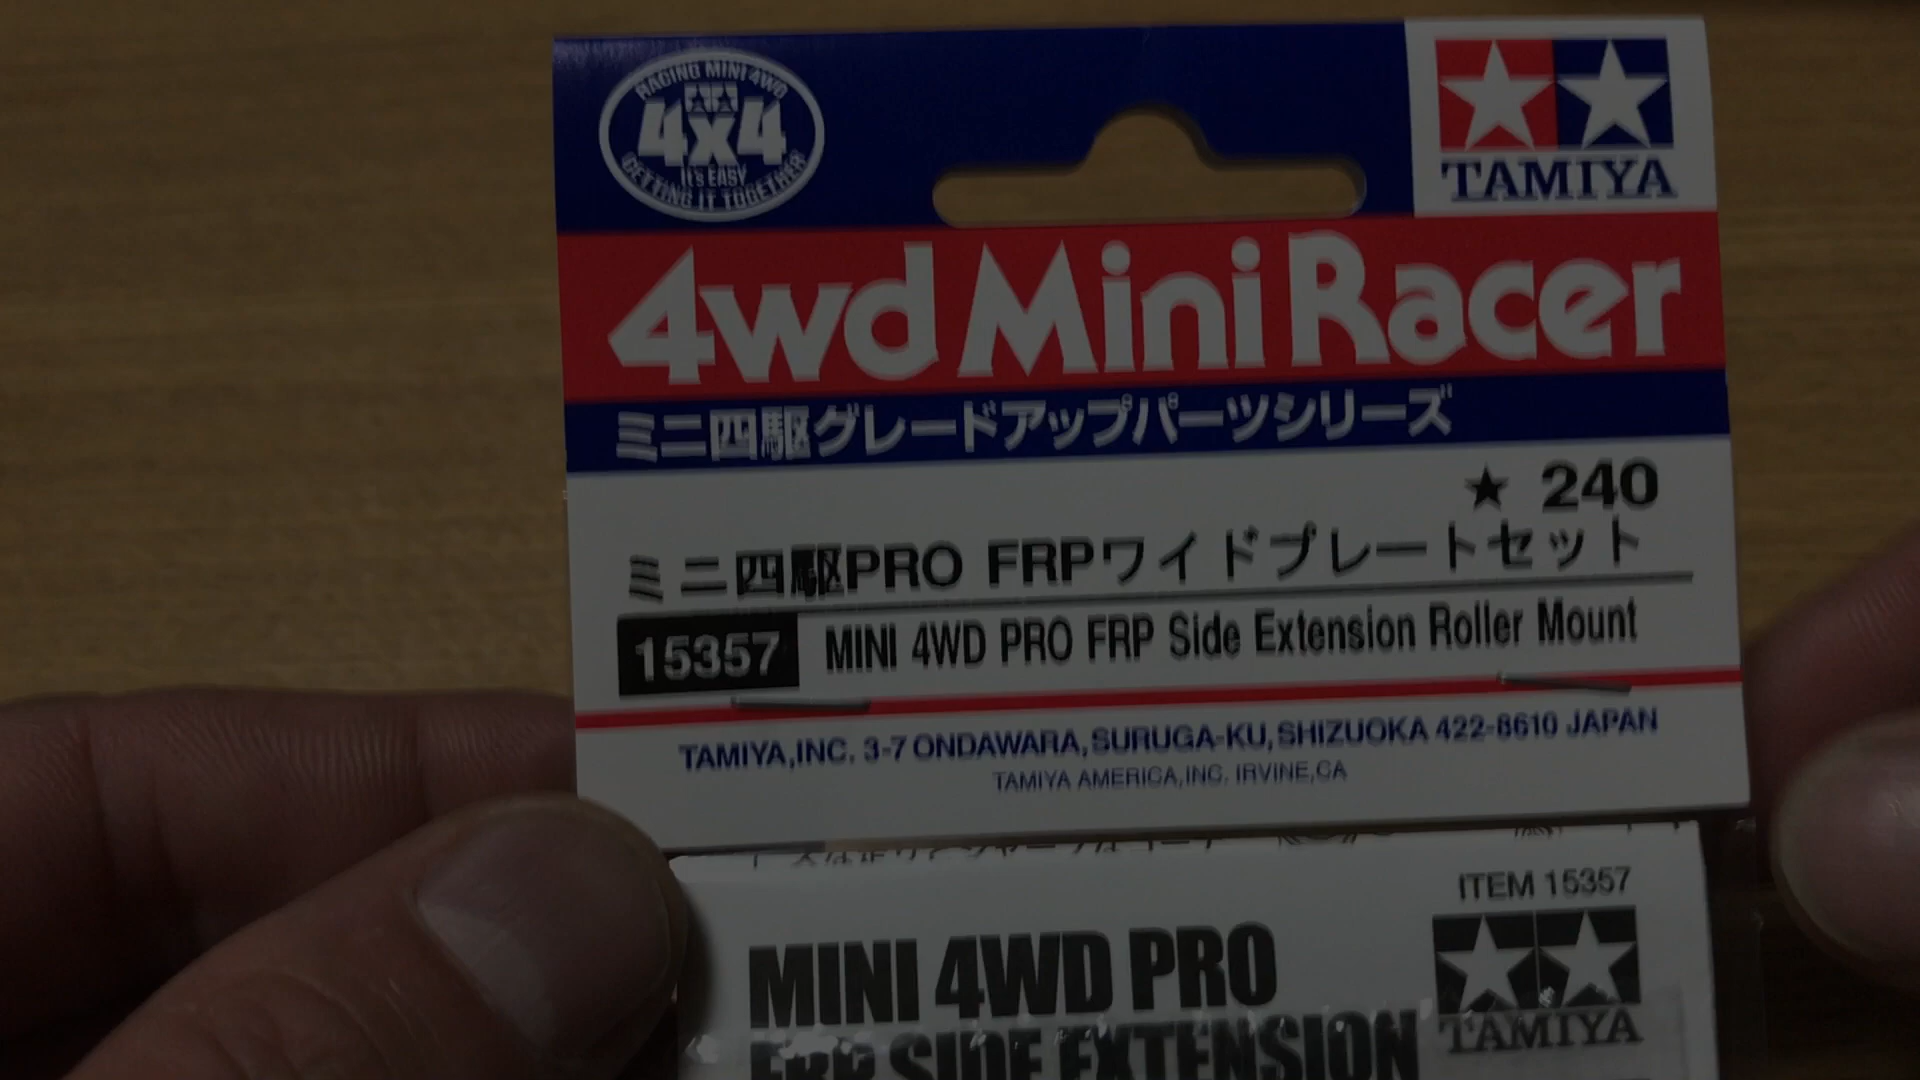 RACING MINI 4WD
4x4
IT'S EASY
GETTING IT TOGETHER
TAMIYA
4wd Mini Racer
ミニ四駆グレードアップパーツシリーズ
★ 240
ミニ四駆PRO FRPワイドプレートセット
15357 MINI 4WD PRO FRP Side Extension Roller Mount
TAMIYA,INC. 3-7 ONDAWARA, SURUGA-KU, SHIZUOKA 422-8610 JAPAN
TAMIYA AMERICA,INC. IRVINE,CA
ITEM 15357
MINI 4WD PRO
TAMIYA
FRP SIDE EXTENSION